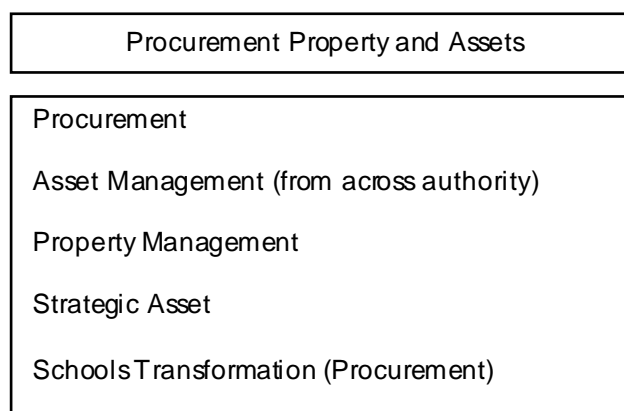 Procurement Property and Assets
Procurement
Asset Management (from across authority)
Property Management
Strategic Asset
Schools Transformation (Procurement)